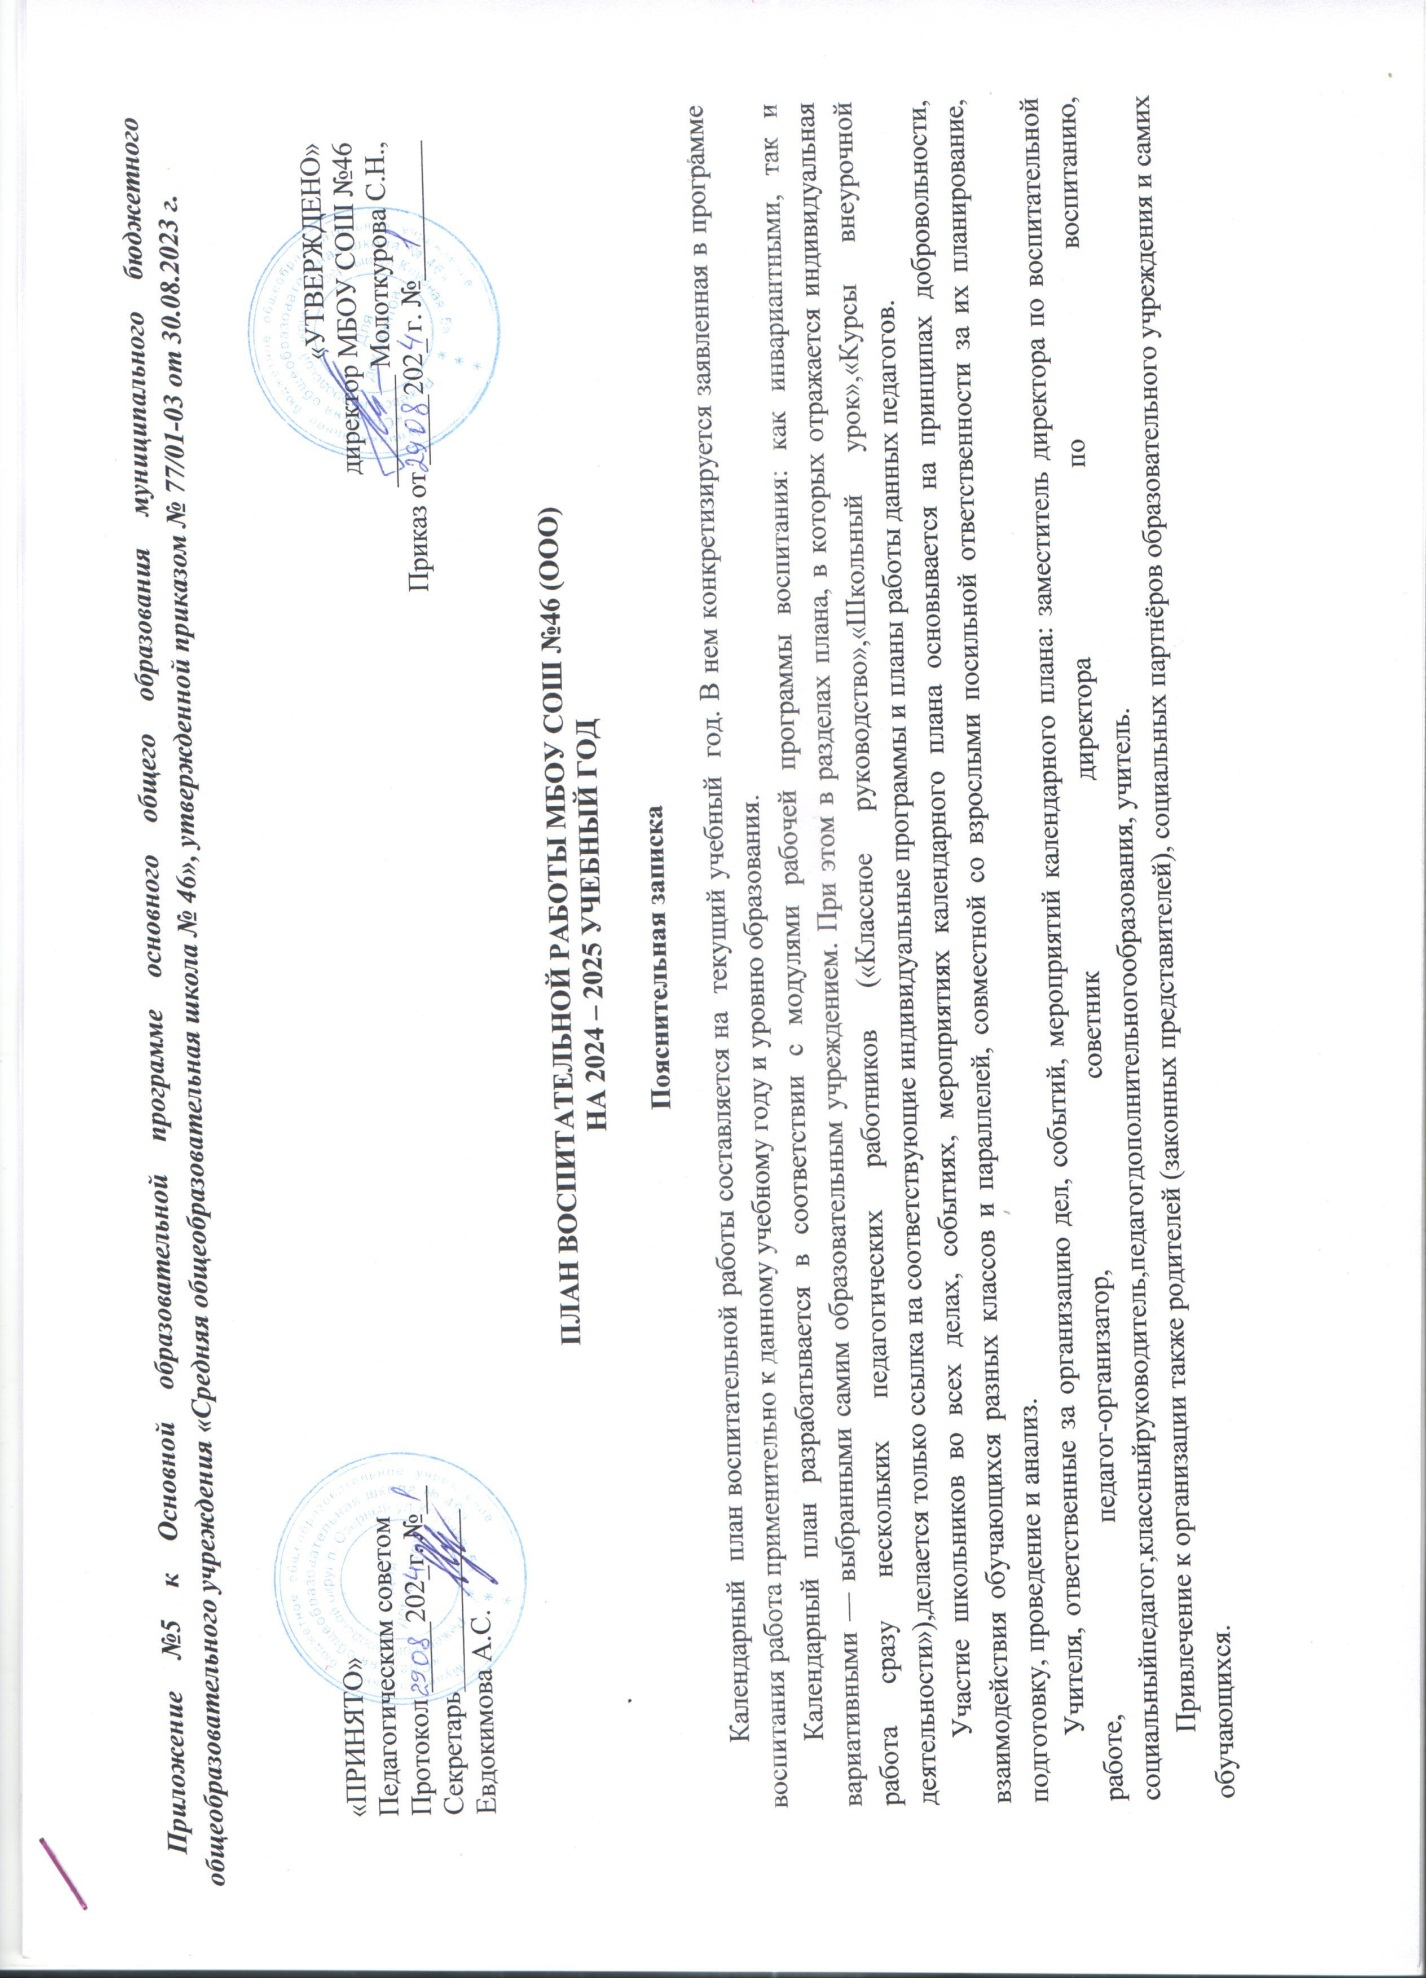 Приложение №5 к Основной образовательной программе основного общего образования муниципального бюджетного
общеобразовательного учреждения «Средняя общеобразовательная школа № 46», утвержденной приказом № 77/01-03 от 30.08.2023 г.
«ПРИНЯТО»
Педагогическим советом
Протокол 29 08 2024г. №
Секретарь
Евдокимова А.С.
«УТВЕРЖДЕНО»
директор МБОУ СОШ №46
Молоткурова С.Н.,
Приказ от 29 08 2024 г. №
ПЛАН ВОСПИТАТЕЛЬНОЙ РАБОТЫ МБОУ СОШ №46 (ООО)
НА 2024 – 2025 УЧЕБНЫЙ ГОД
Пояснительная записка
Календарный план воспитательной работы составляется на текущий учебный год. В нем конкретизируется заявленная в программе
воспитания работа применительно к данному учебному году и уровню образования.
Календарный план разрабатывается в соответствии с модулями рабочей программы воспитания: как инвариантными, так и
вариативными — выбранными самим образовательным учреждением. При этом в разделах плана, в которых отражается индивидуальная
работа сразу нескольких педагогических работников («Классное руководство»,«Школьный урок»,«Курсы внеурочной
деятельности»),делается только ссылка на соответствующие индивидуальные программы и планы работы данных педагогов.
Участие школьников во всех делах, событиях, мероприятиях календарного плана основывается на принципах добровольности,
взаимодействия обучающихся разных классов и параллелей, совместной со взрослыми посильной ответственности за их планирование,
подготовку, проведение и анализ.
Учителя, ответственные за организацию дел, событий, мероприятий календарного плана: заместитель директора по воспитательной
работе, педагог-организатор, советник директора по воспитанию,
социальныйпедагог,классныйруководитель,педагогдополнительногообразования, учитель.
Привлечение к организации также родителей (законных представителей), социальных партнёров образовательного учреждения и самих
обучающихся.